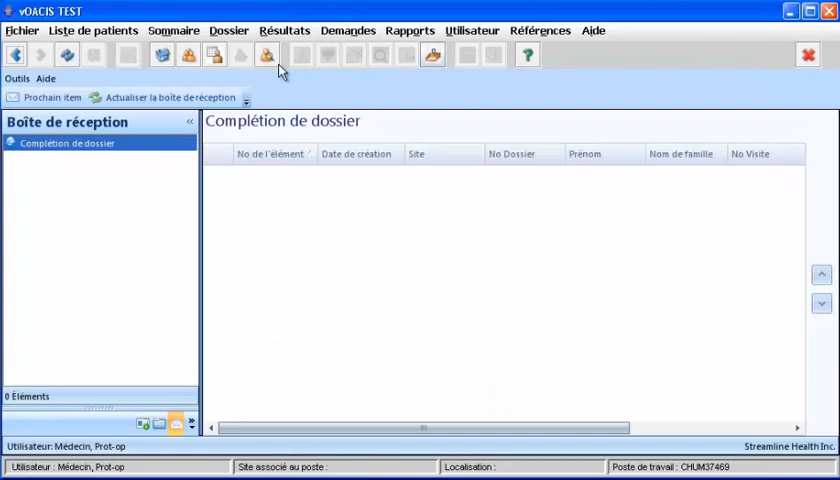 vOACIS TEST
Fichier Liste de patients Sommaire Dossier Résultats Demandes Rapports Utilisateur Références Aide
Outils Aide
Prochain item Actualiser la boîte de réception
Boîte de réception «
Complétion de dossier
Complétion de dossier
No de l'élément Date de création Site No Dossier Prénom Nom de famille No Visite
0 Éléments
Utilisateur: Médecin, Prot-op Streamline Health Inc.
Utilisateur : Médecin, Prot-op Site associé au poste : Localisation : Poste de travail : CHUM37469